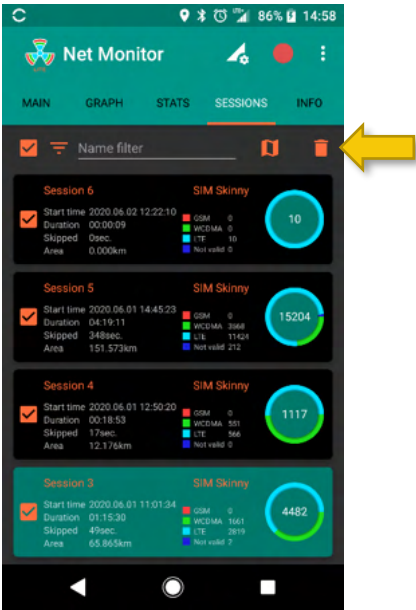 86% 14:58
Net Monitor
MAIN GRAPH STATS SESSIONS INFO
Name filter
Session 6 SIM Skinny
Start time 2020.06.02 12:22:10
Duration 00:00:09
Skipped 0sec.
Area 0.000km
GSM 0
WCDMA 0
LTE 10
Not valid 0
10
Session 5 SIM Skinny
Start time 2020.06.01 14:45:23
Duration 04:19:11
Skipped 348sec.
Area 151.573km
GSM 0
WCDMA 3568
LTE 11424
Not valid 212
15204
Session 4 SIM Skinny
Start time 2020.06.01 12:50:20
Duration 00:18:53
Skipped 17sec.
Area 12.176km
GSM 0
WCDMA 551
LTE 566
Not valid 0
1117
Session 3 SIM Skinny
Start time 2020.06.01 11:01:34
Duration 01:15:30
Skipped 49sec.
Area 65.865km
GSM 0
WCDMA 1661
LTE 2819
Not valid 2
4482